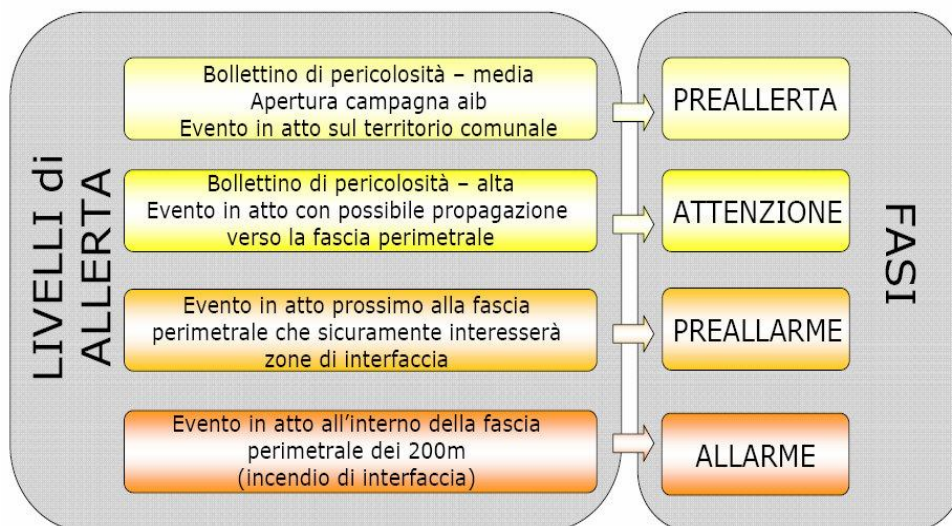 LIVELLI di
ALLERTA
Bollettino di pericolosità – media
Apertura campagna aib
Evento in atto sul territorio comunale
PREALLERTA
Bollettino di pericolosità – alta
Evento in atto con possibile propagazione
verso la fascia perimetrale
ATTENZIONE
Evento in atto prossimo alla fascia
perimetrale che sicuramente interesserà
zone di interfaccia
PREALLARME
Evento in atto all’interno della fascia
perimetrale dei 200m
(incendio di interfaccia)
ALLARME
FASI